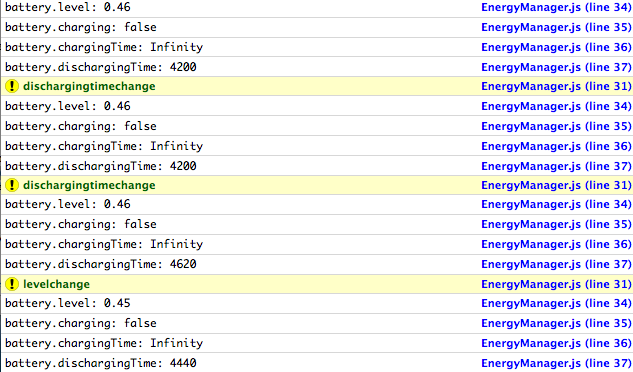 battery.level: 0.46 EnergyManager.js (line 34)
battery.charging: false EnergyManager.js (line 35)
battery.chargingTime: Infinity EnergyManager.js (line 36)
battery.dischargingTime: 4200 EnergyManager.js (line 37)
dischargingtimechange EnergyManager.js (line 31)
battery.level: 0.46 EnergyManager.js (line 34)
battery.charging: false EnergyManager.js (line 35)
battery.chargingTime: Infinity EnergyManager.js (line 36)
battery.dischargingTime: 4200 EnergyManager.js (line 37)
dischargingtimechange EnergyManager.js (line 31)
battery.level: 0.46 EnergyManager.js (line 34)
battery.charging: false EnergyManager.js (line 35)
battery.chargingTime: Infinity EnergyManager.js (line 36)
battery.dischargingTime: 4620 EnergyManager.js (line 37)
levelchange EnergyManager.js (line 31)
battery.level: 0.45 EnergyManager.js (line 34)
battery.charging: false EnergyManager.js (line 35)
battery.chargingTime: Infinity EnergyManager.js (line 36)
battery.dischargingTime: 4440 EnergyManager.js (line 37)